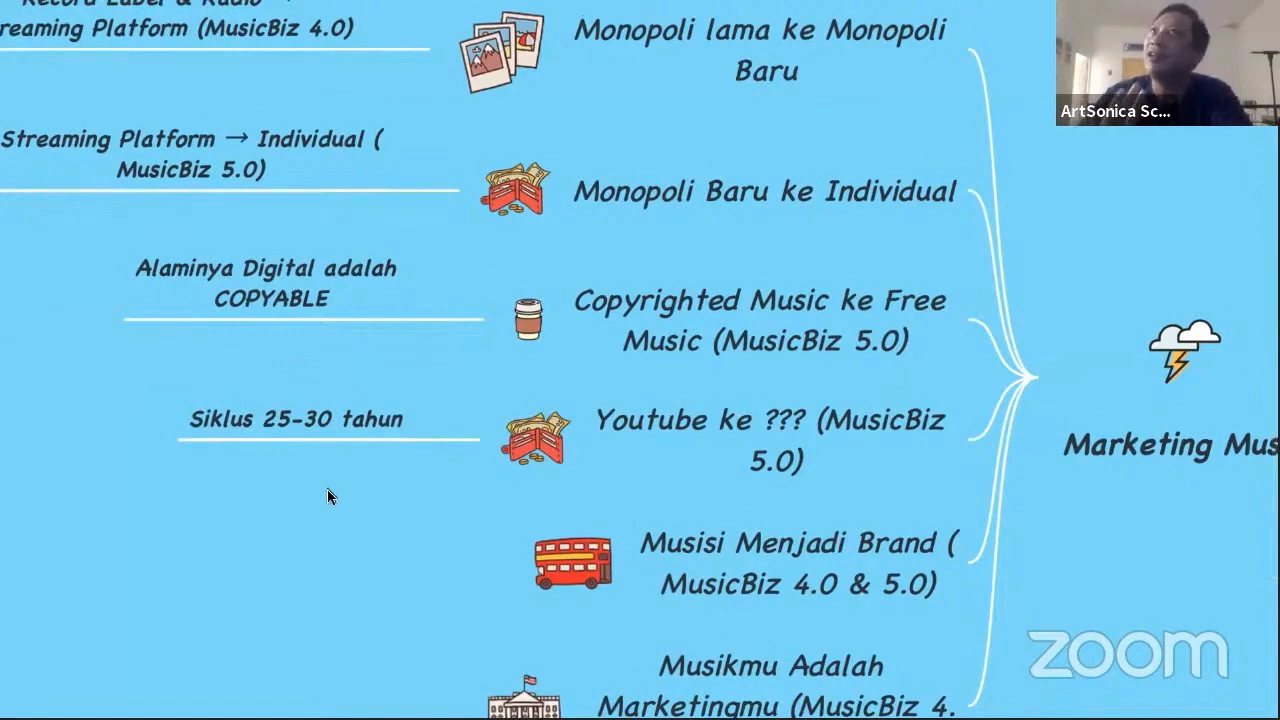 Record Label & Radio →
reaming Platform (MusicBiz 4.0)
Monopoli lama ke Monopoli
Baru
ArtSonica Sc...
Streaming Platform → Individual (
MusicBiz 5.0)
Monopoli Baru ke Individual
Alaminya Digital adalah
COPYABLE
Copyrighted Music ke Free
Music (MusicBiz 5.0)
Siklus 25-30 tahun
Youtube ke ??? (MusicBiz
5.0)
Marketing Mus
Musisi Menjadi Brand (
MusicBiz 4.0 & 5.0)
Musikmu Adalah
Marketingmu (MusicBiz 4.
zoom